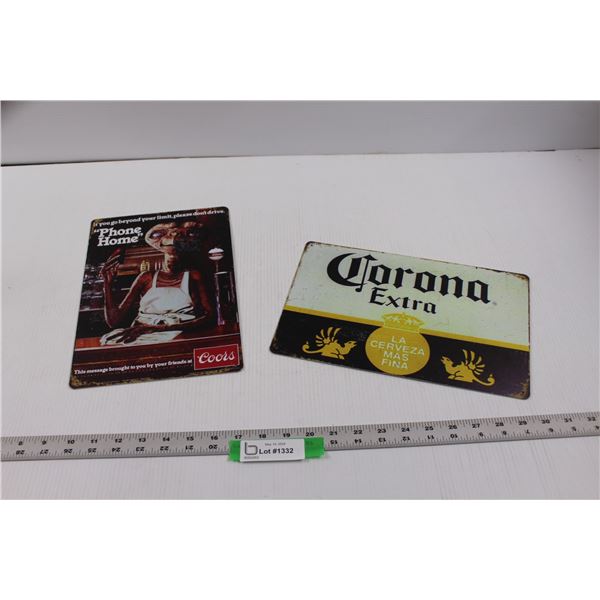 If you go beyond your limit, please don't drive.
"Phone
Home"
This message brought to you by your friends at
Coors
Corona
Extra
LA
CERVEZA
MAS
FINA
Lot #1332